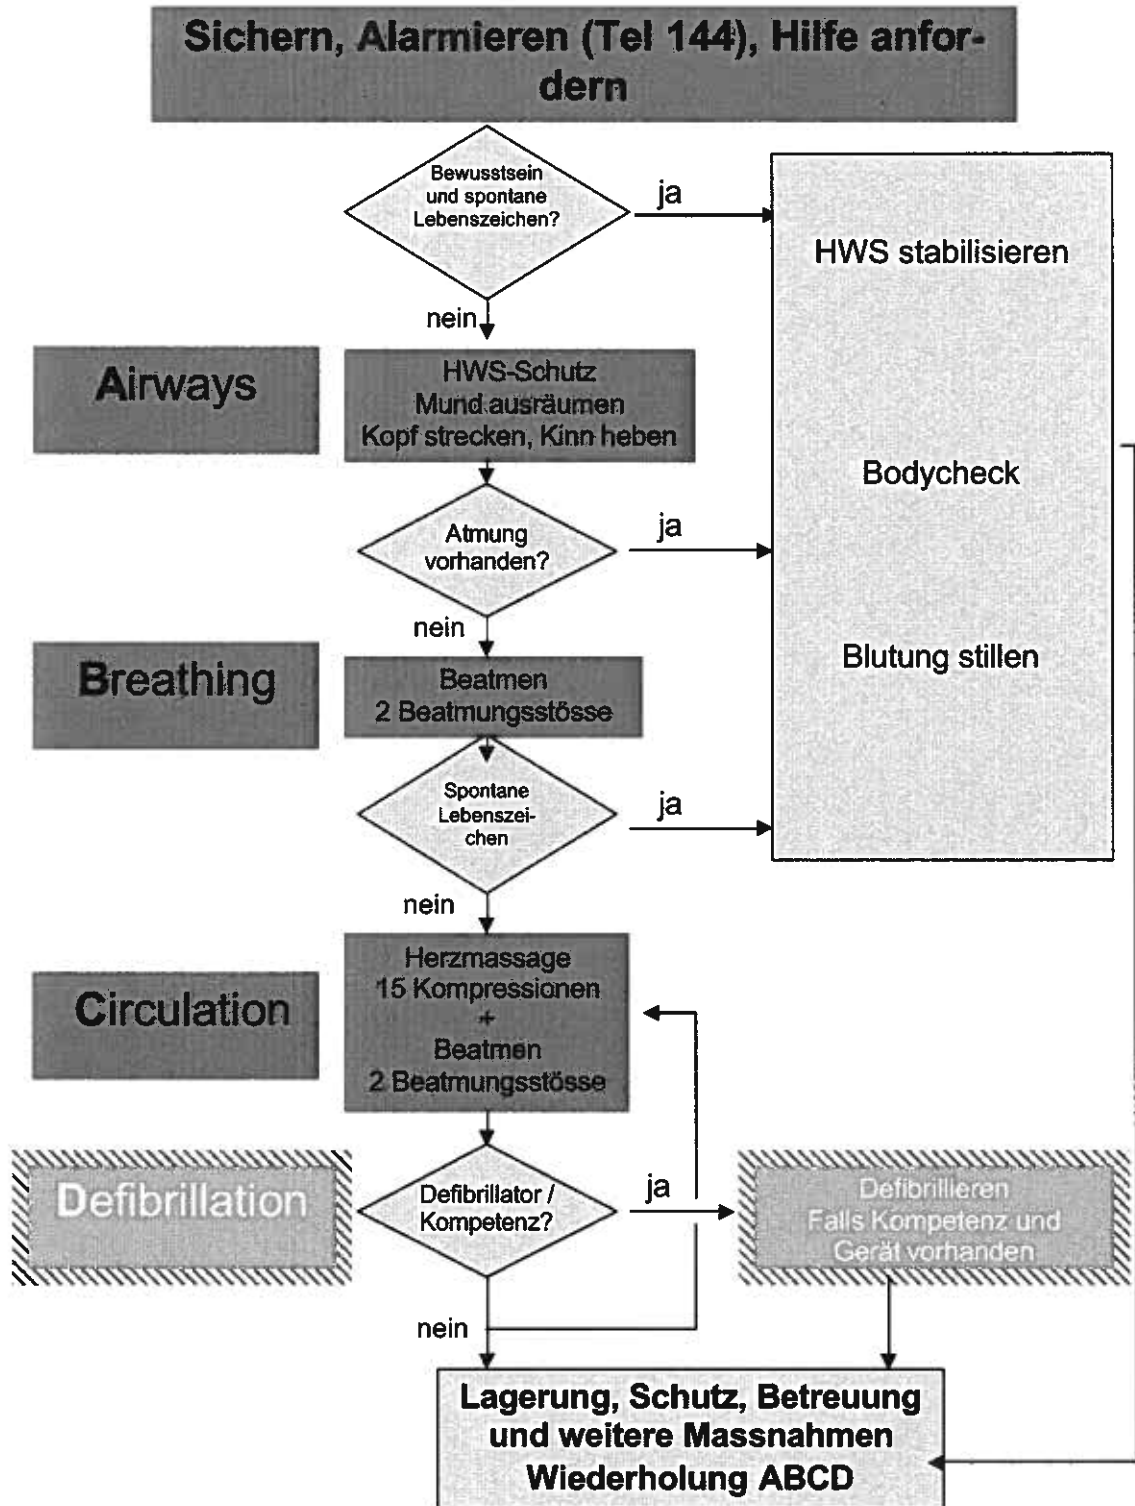 Sichern, Alarmieren (Tel 144), Hilfe anfor-
dern
Bewusstsein
und spontane
Lebenszeichen?
ja
HWS stabilisieren
nein
Airways
HWS-Schutz
Mund ausräumen
Kopf strecken, Kinn heben
Bodycheck
Atmung
vorhanden?
ja
nein
Breathing
Beatmen
2 Beatmungsstösse
Blutung stillen
Spontane
Lebenszei-
chen
ja
nein
Circulation
Herzmassage
15 Kompressionen
+
Beatmen
2 Beatmungsstösse
Defibrillation
Defibrillator /
Kompetenz?
ja
Defibrillieren
Falls Kompetenz und
Gerät vorhanden
nein
Lagerung, Schutz, Betreuung
und weitere Massnahmen
Wiederholung ABCD